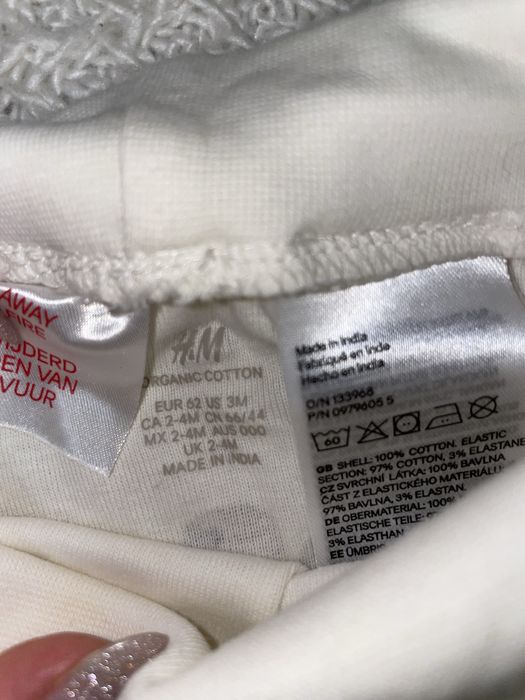 AWAY
FIRE
EN VAN
VUUR
H&M
ORGANIC COTTON
EUR 62 US 3M
CA 2-4M CN 66/44
MX 2-4M AUS 000
UK 2-4M
MADE IN INDIA
Made in India
Fabriqué en Inde
Hecho en India
O/N 133968
P/N 0979605 5
60
GB SHELL: 100% COTTON. ELASTIC
SECTION: 97% COTTON, 3% ELASTANE
CZ SVRCHNÍ LÁTKA: 100% BAVLNA
ČÁST Z ELASTICKÉHO MATERIÁLU:
97% BAVLNA, 3% ELASTAN.
DE OBERMATERIAL: 100%
ELASTISCHE TEILE:
3% ELASTHAN
EE ÜMBRIS